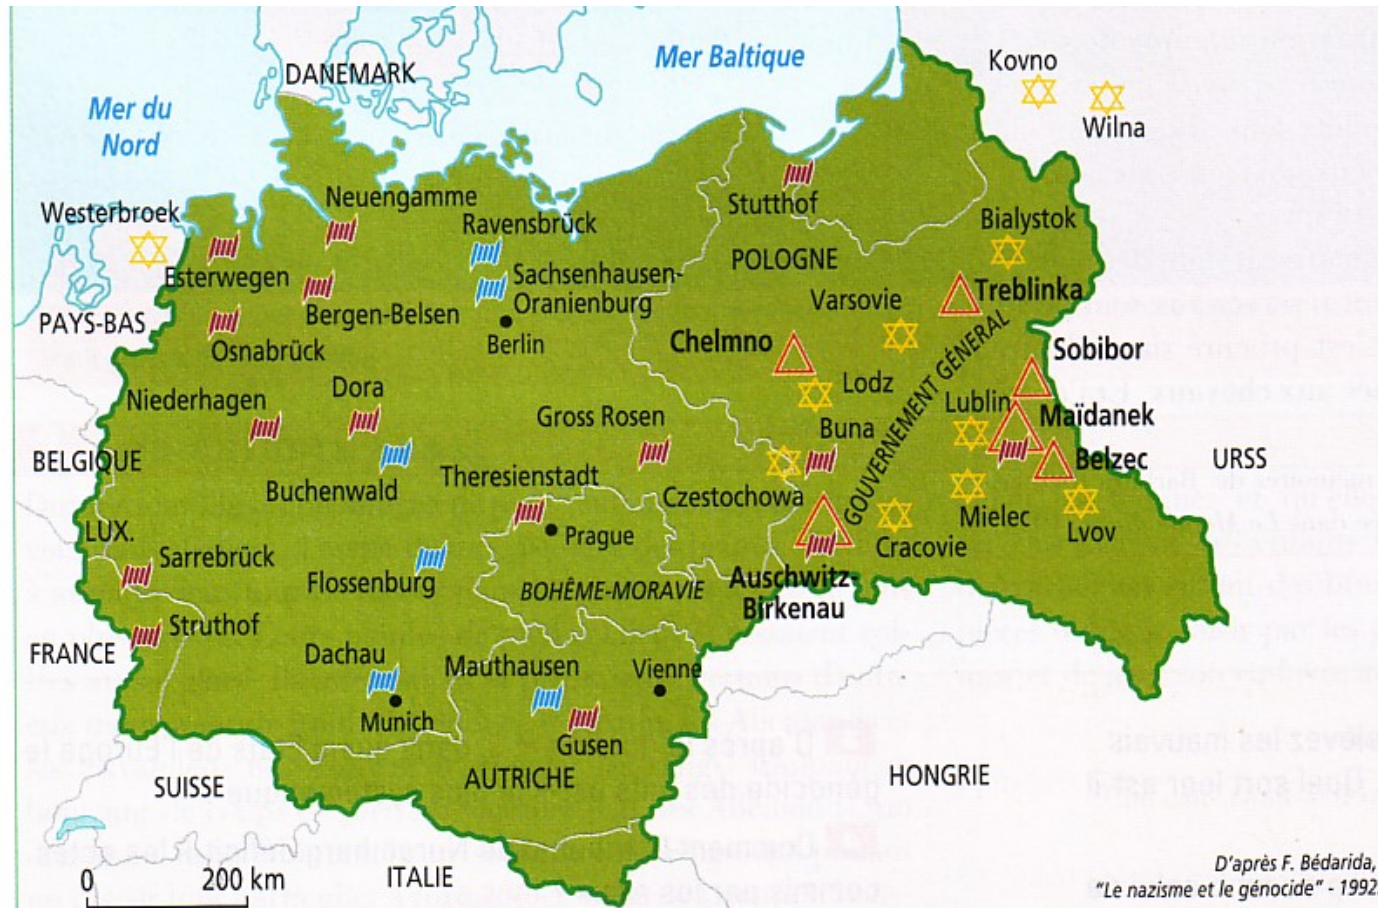 Kovno
DANEMARK
Mer Baltique
Mer du
Nord
Wilna
Neuengamme
Stutthof
Westerbroek
Ravensbrück
Bialystok
POLOGNE
Esterwegen
Sachsenhausen-
Oranienburg
Treblinka
Varsovie
Bergen-Belsen
PAYS-BAS
Berlin
Osnabrück
Chelmno
Sobibor
GOUVERNEMENT GÉNERAL
Dora
Lodz
Niederhagen
Lublin
Gross Rosen
Maïdanek
Buna
BELGIQUE
Belzec
URSS
Theresienstadt
Buchenwald
Czestochowa
Mielec
LUX.
Prague
Lvov
Cracovie
Sarrebrück
Flossenburg
BOHÊME-MORAVIE
Auschwitz-
Birkenau
Struthof
FRANCE
Dachau
Mauthausen
Vienne
Munich
Gusen
SUISSE
AUTRICHE
HONGRIE
ITALIE
0 200 km
D'après F. Bédarida,
"Le nazisme et le génocide" - 1992.